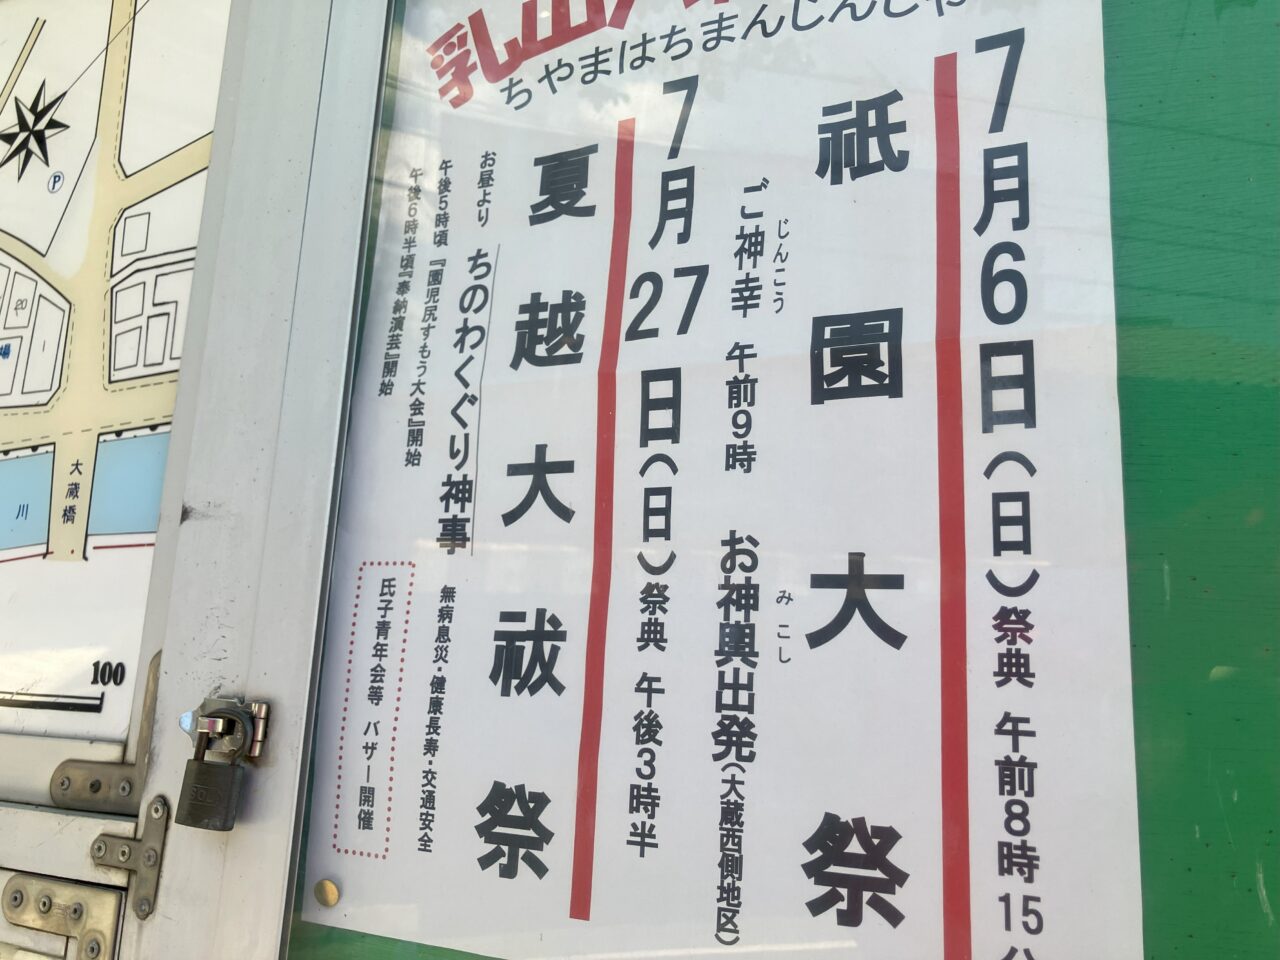 ちやまはちまんじんじゃ
7月6日(日)祭典 午前8時15分
祇園大祭
じんこう
ご神幸 午前9時
みこし
お神輿出発(大蔵西側地区)
7月27日(日)祭典 午後3時半
夏越大祓祭
お昼より ちのわくぐり神事 無病息災・健康長寿・交通安全
午後5時頃『園児尻すもう大会』開始
午後6時半頃『奉納演芸』開始
氏子青年会等 バザー開催
P
20
1
場
川
大蔵橋
100
SOLID